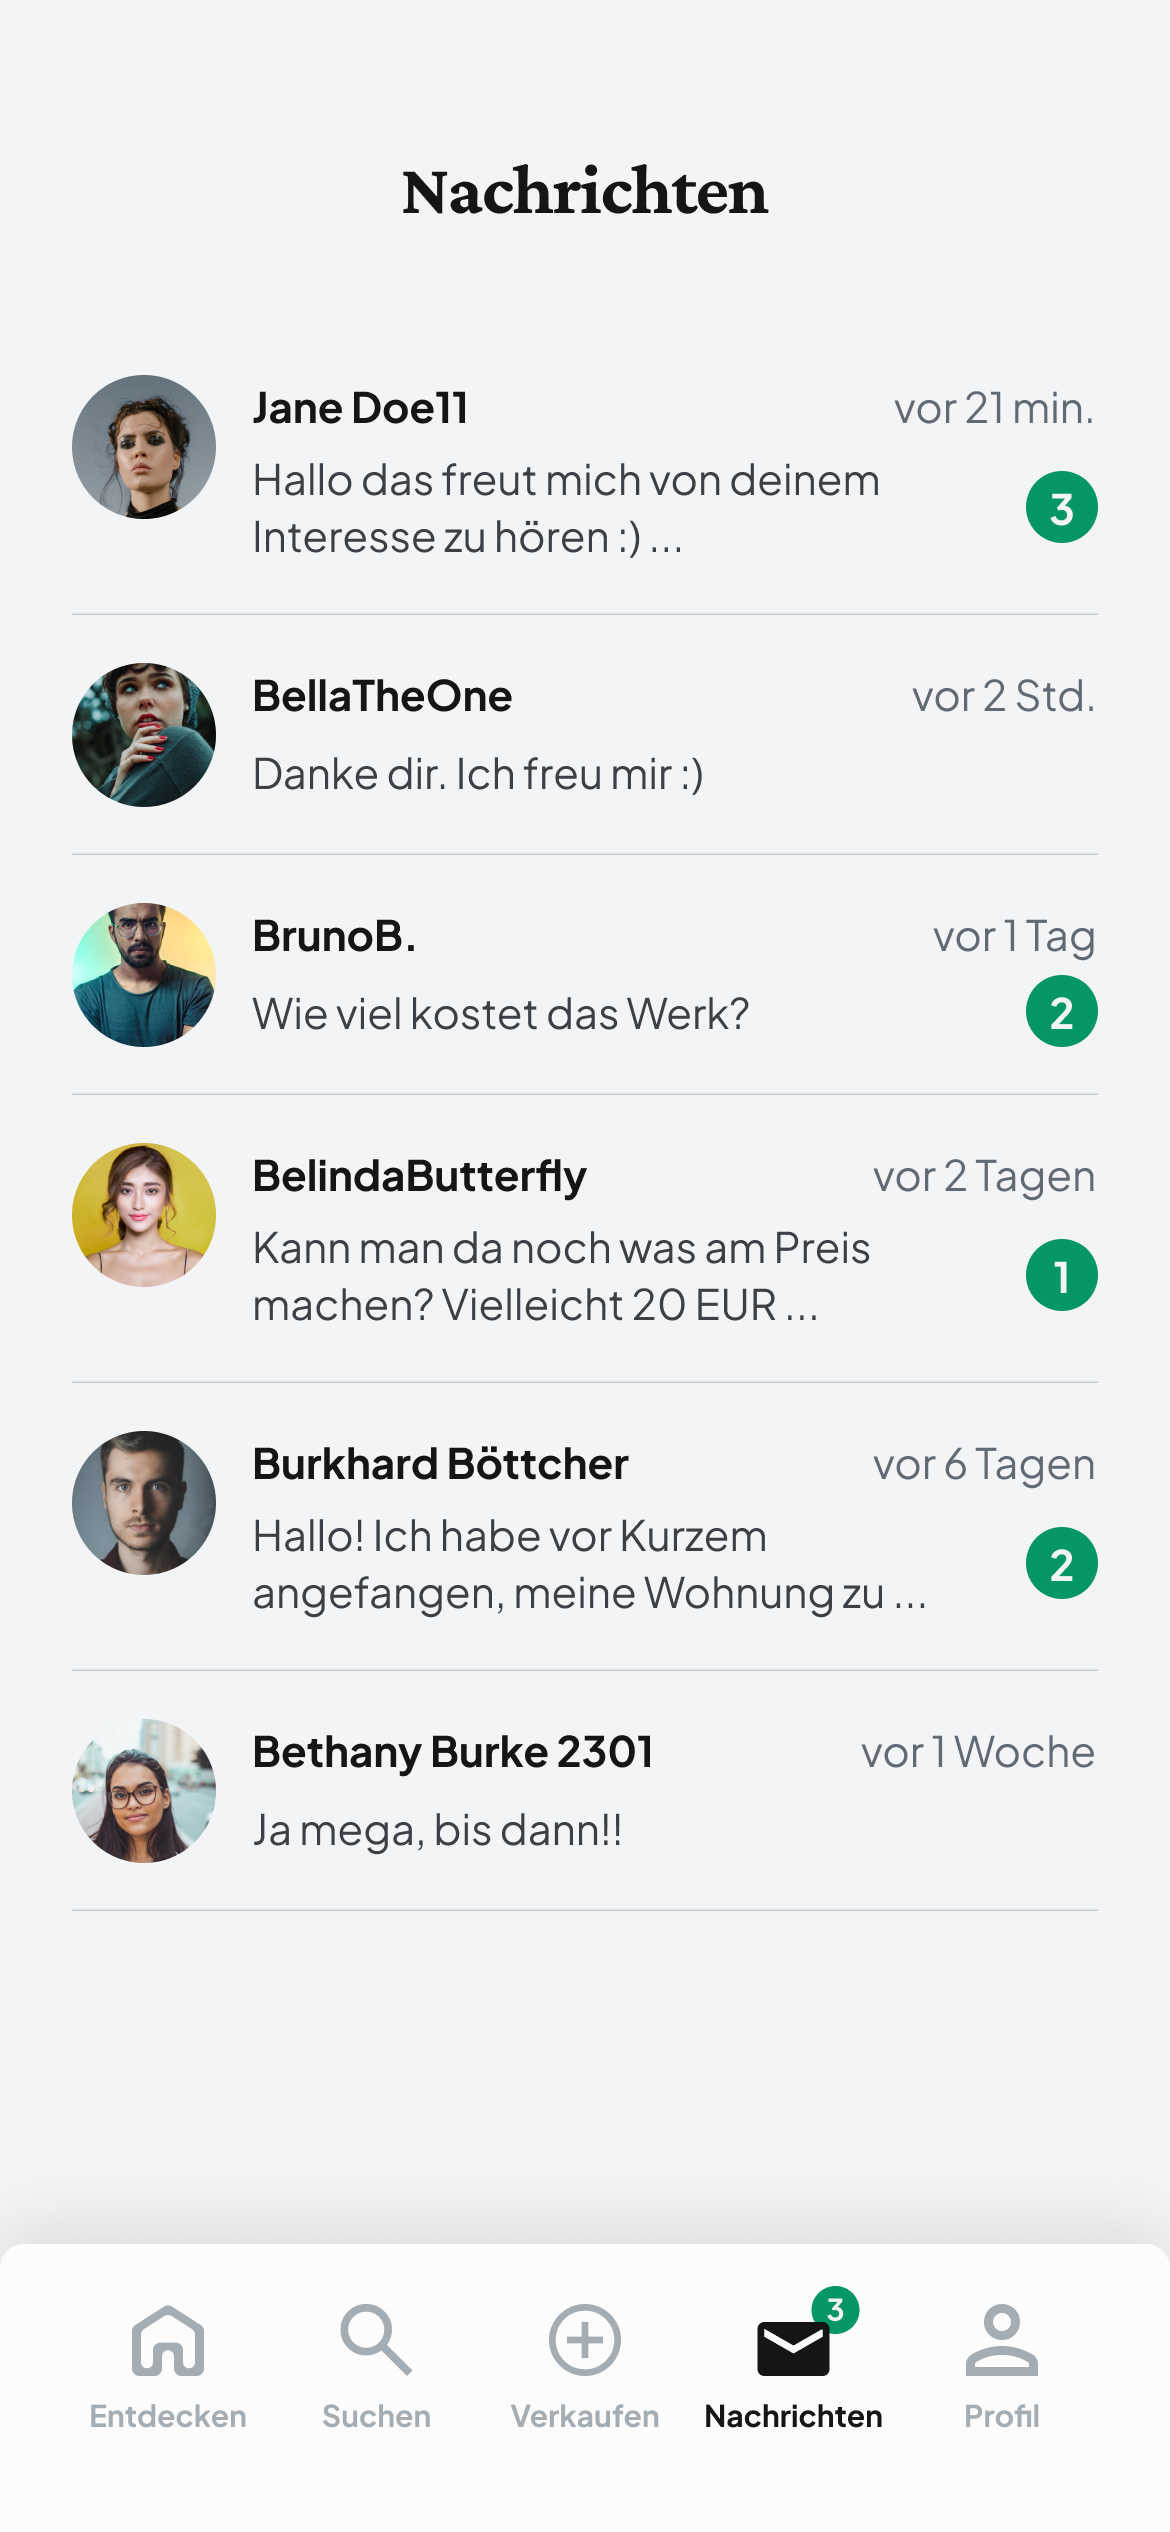 Nachrichten
Jane Doe11
vor 21 min.
Hallo das freut mich von deinem
Interesse zu hören :) ...
3
BellaTheOne
vor 2 Std.
Danke dir. Ich freu mir :)
BrunoB.
vor 1 Tag
Wie viel kostet das Werk?
2
BelindaButterfly
vor 2 Tagen
Kann man da noch was am Preis
machen? Vielleicht 20 EUR ...
1
Burkhard Böttcher
vor 6 Tagen
Hallo! Ich habe vor Kurzem
angefangen, meine Wohnung zu ...
2
Bethany Burke 2301
vor 1 Woche
Ja mega, bis dann!!
3
Entdecken
Suchen
Verkaufen
Nachrichten
Profil